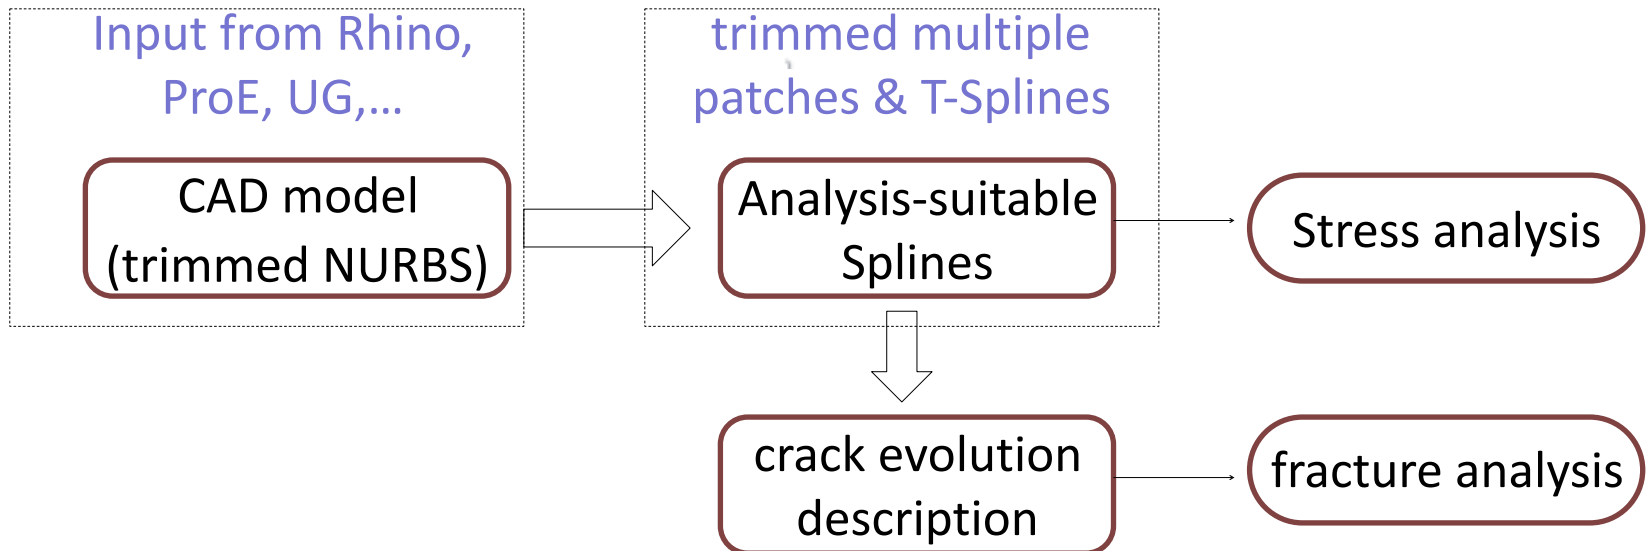 Input from Rhino,
ProE, UG,...
CAD model
(trimmed NURBS)
trimmed multiple
patches & T-Splines
Analysis-suitable
Splines
Stress analysis
crack evolution
description
fracture analysis